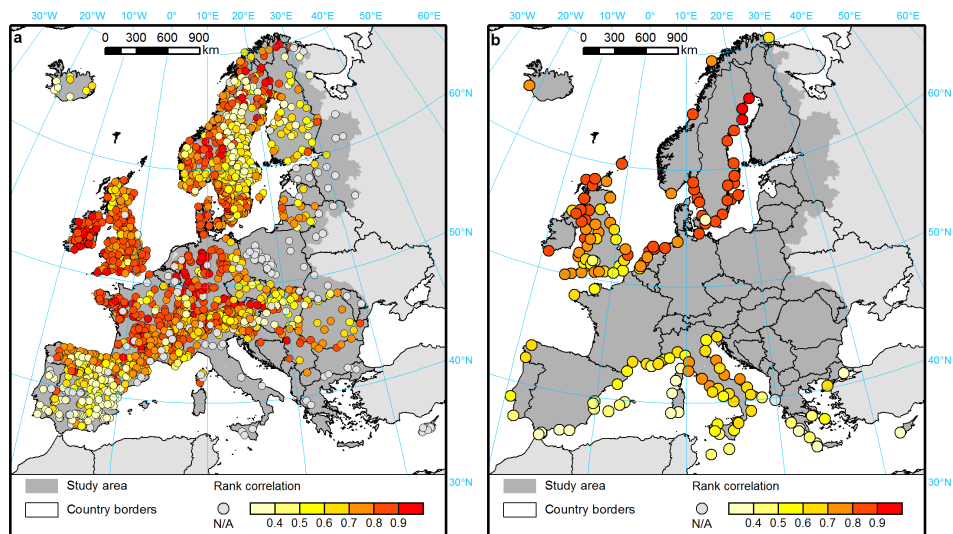 30°W 20°W 10°W 0° 10°E 20°E 30°E 40°E 50°E 60°E
a
0 300 600 900
km
60°N
50°N
40°N
30°N
Study area
Country borders
Rank correlation
N/A
0.4 0.5 0.6 0.7 0.8 0.9
30°W 20°W 10°W 0° 10°E 20°E 30°E 40°E 50°E 60°E
b
0 300 600 900
km
60°N
50°N
40°N
30°N
Study area
Country borders
Rank correlation
N/A
0.4 0.5 0.6 0.7 0.8 0.9